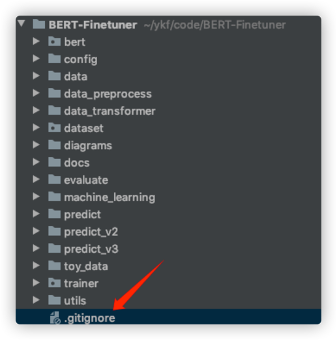 BERT-Finetuner ~/ykf/code/BERT-Finetuner
bert
config
data
data_preprocess
data_transformer
dataset
diagrams
docs
evaluate
machine_learning
predict
predict_v2
predict_v3
toy_data
trainer
utils
.gitignore